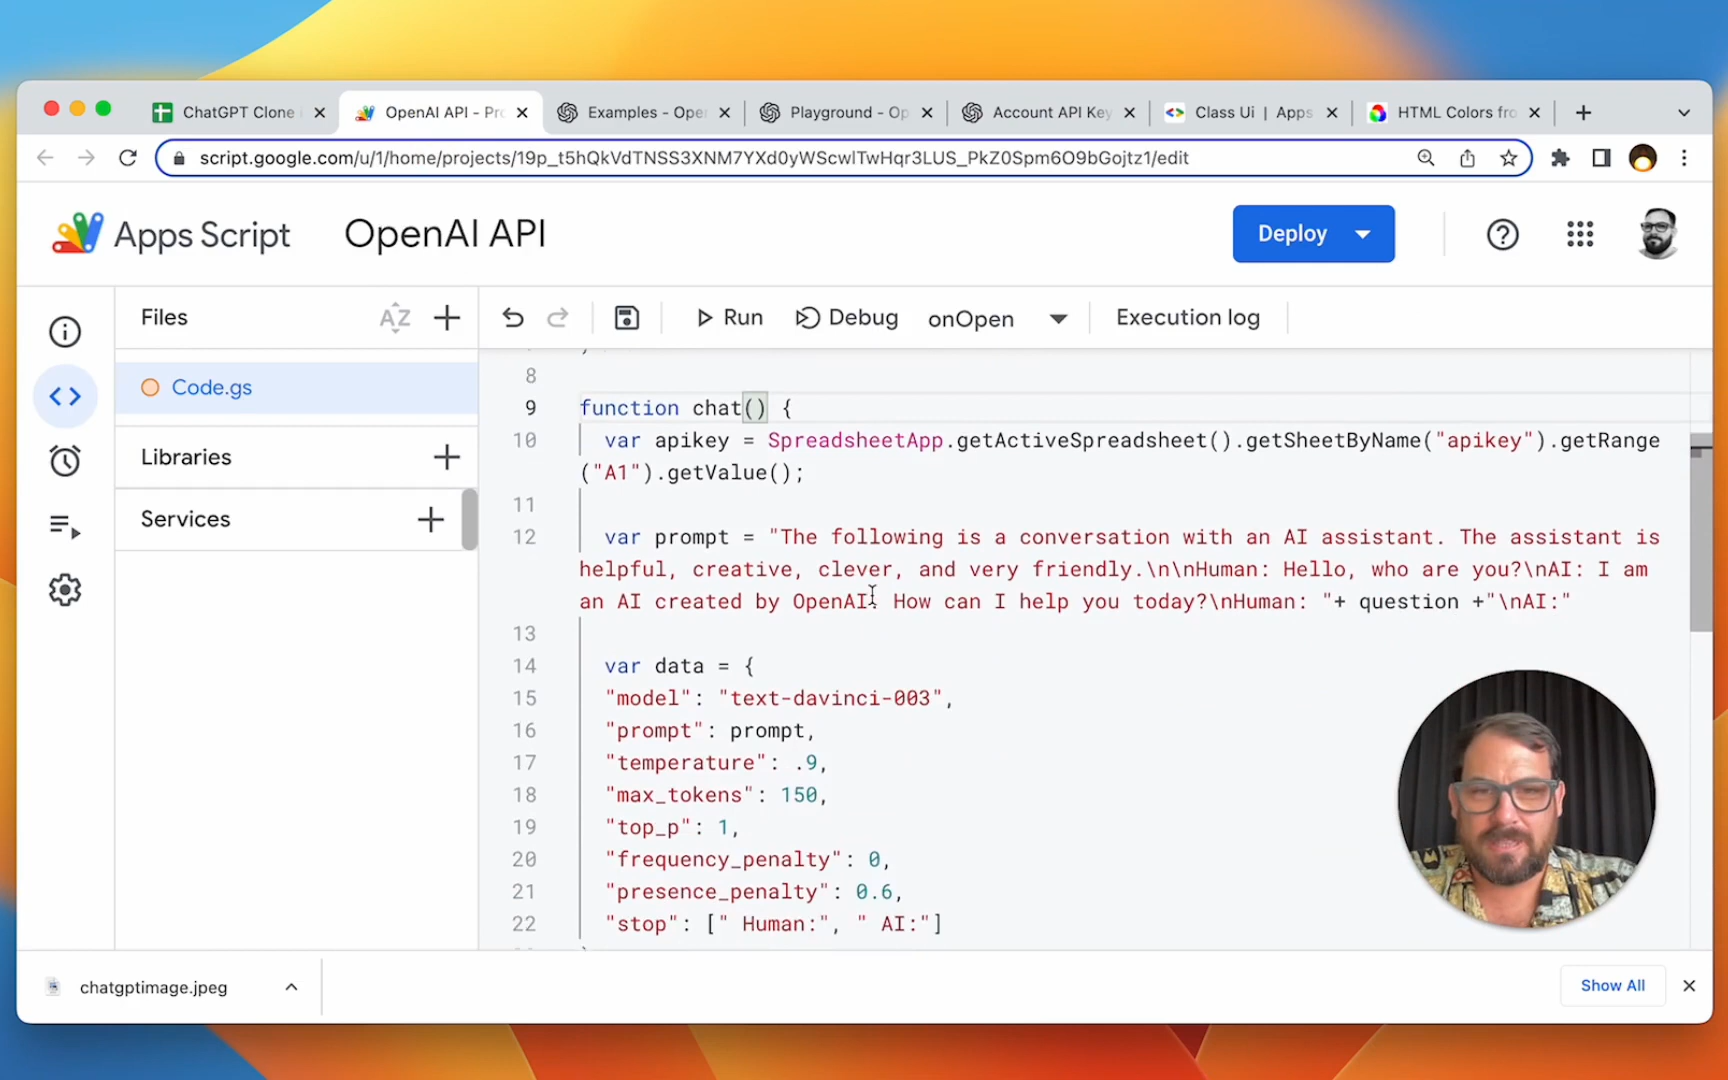 ChatGPT Clone
OpenAI API - Pro
Examples - Open
Playground - Op
Account API Key
Class Ui | Apps
HTML Colors fro
script.google.com/u/1/home/projects/19p_t5hQkVdTNSS3XNM7YXd0yWScwlTwHqr3LUS_PkZ0Spm6O9bGojtz1/edit
Apps Script
OpenAI API
Deploy
Files
AZ
Run
Debug
onOpen
Execution log
Code.gs
Libraries
Services
8
9 function chat() {
10 var apikey = SpreadsheetApp.getActiveSpreadsheet().getSheetByName("apikey").getRange
("A1").getValue();
11
12 var prompt = "The following is a conversation with an AI assistant. The assistant is
helpful, creative, clever, and very friendly.\n\nHuman: Hello, who are you?\nAI: I am
an AI created by OpenAI. How can I help you today?\nHuman: "+ question +"\nAI:"
13
14 var data = {
15 "model": "text-davinci-003",
16 "prompt": prompt,
17 "temperature": .9,
18 "max_tokens": 150,
19 "top_p": 1,
20 "frequency_penalty": 0,
21 "presence_penalty": 0.6,
22 "stop": [" Human:", " AI:"]
chatgptimage.jpeg
Show All